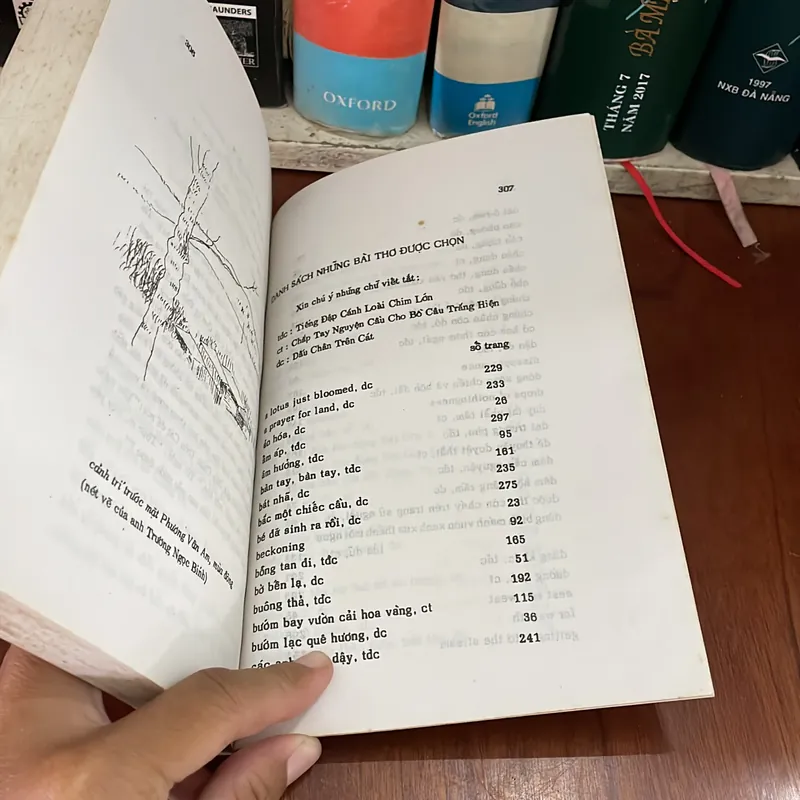 AUNDERS
OXFORD
Oxford
English
THÁNG 7
NĂM 2017
1997
NXB ĐÀ NẴNG
306
cảnh trí trước mặt Phương Vân Am, mùa đông
(nét vẽ của anh Trương Ngọc Bính)
307
DANH SÁCH NHỮNG BÀI THƠ ĐƯỢC CHỌN
Xin chú ý những chữ viết tắt :
tđc : Tiếng Đập Cánh Loài Chim Lớn
ct : Chắp Tay Nguyện Cầu Cho Bồ Câu Trắng Hiện
dc : Dấu Chân Trên Cát
số trang
a lotus just bloomed, dc 229
a prayer for land, dc 233
ảo hóa, dc 26
ấm áp, tđc 297
âm hưởng, tđc 95
bàn tay, bàn tay, tđc 161
bát nhã, dc 235
bắc một chiếc cầu, dc 275
bé đã sinh ra rồi, dc 23
beckoning 92
bỗng tan đi, tđc 165
bờ bến lạ, dc 51
buông thả, tđc 192
bướm bay vườn cải hoa vàng, ct 115
bướm lạc quê hương, dc 36
các anh dậy, tđc 241